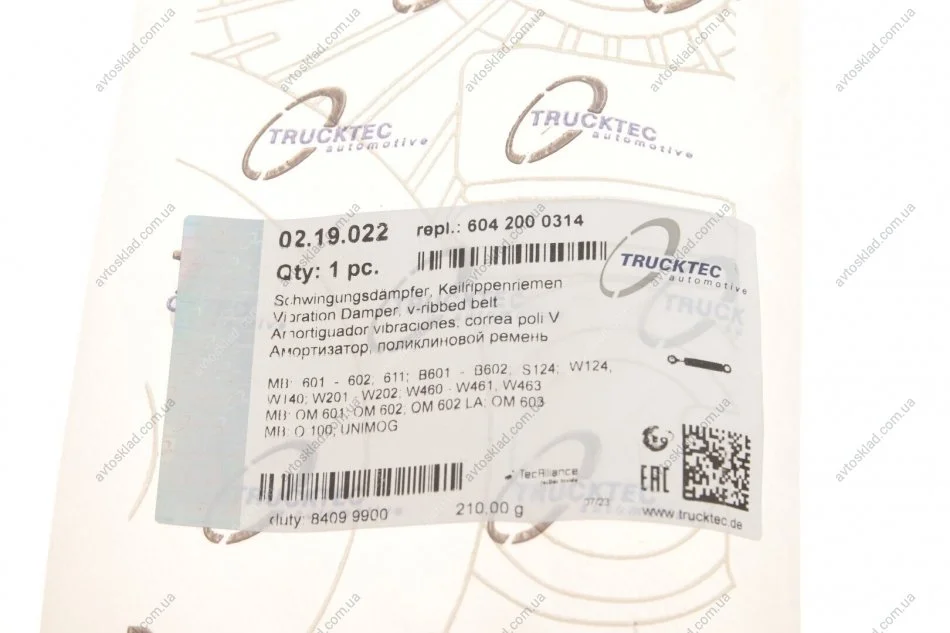 TRUCKTEC
automotive
TRUCKTEC
automotive
02.19.022 repl.: 604 200 0314
Qty: 1 pc.
TRUCKTEC
automotive
Schwingungsdämpfer, Keilrippenriemen
Vibration Damper, v-ribbed belt
Amortiguador vibraciones, correa poli V
Амортизатор, поликлиновой ремень
MB: 601 - 602; 611; B601 - B602, S124; W124,
W140; W201 - W202; W460 - W461, W463
MB: OM 601; OM 602; OM 602 LA; OM 603
MB: O 100; UNIMOG
TecAlliance
EAC
duty: 8409 9900 210,00 g 07/23 www.trucktec.de
TRUCKTEC
TRUCKTEC
avtosklad.com.ua